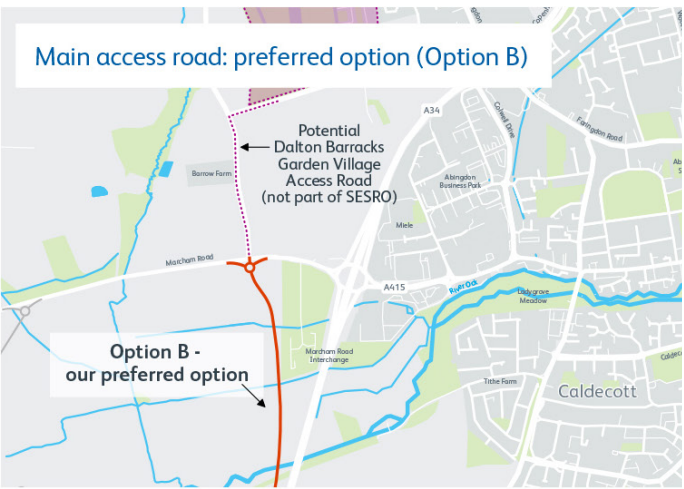 Main access road: preferred option (Option B)
A34
Colwell Drive
Faringdon Road
Potential
Dalton Barracks
Garden Village
Access Road
(not part of SESRO)
Barrow Farm
Abingdon
Business Park
Miele
Marcham Road
A415
River Ock
Ladygrove
Meadow
Option B -
our preferred option
Marcham Road
Interchange
Tithe Farm
Caldecott